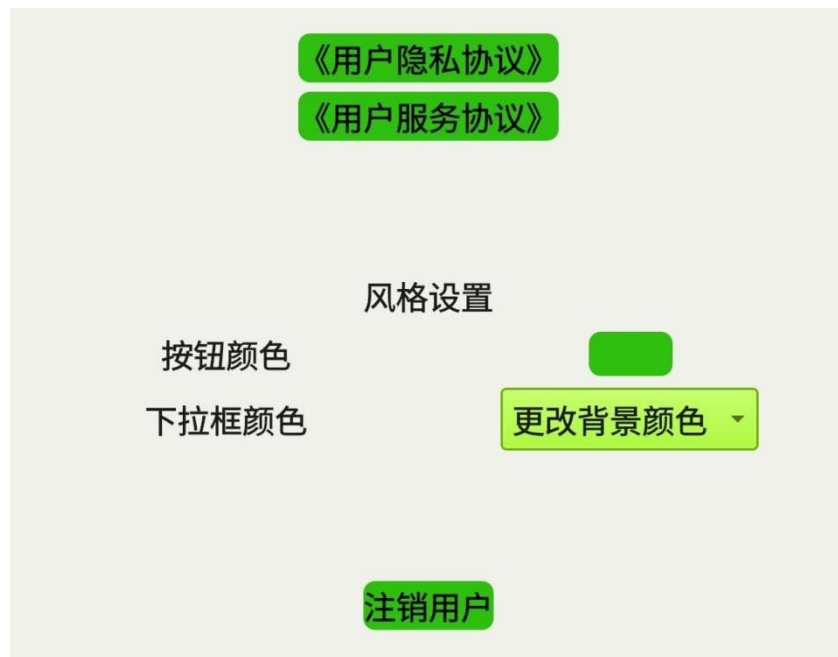 《用户隐私协议》
《用户服务协议》
风格设置
按钮颜色
下拉框颜色 更改背景颜色
注销用户